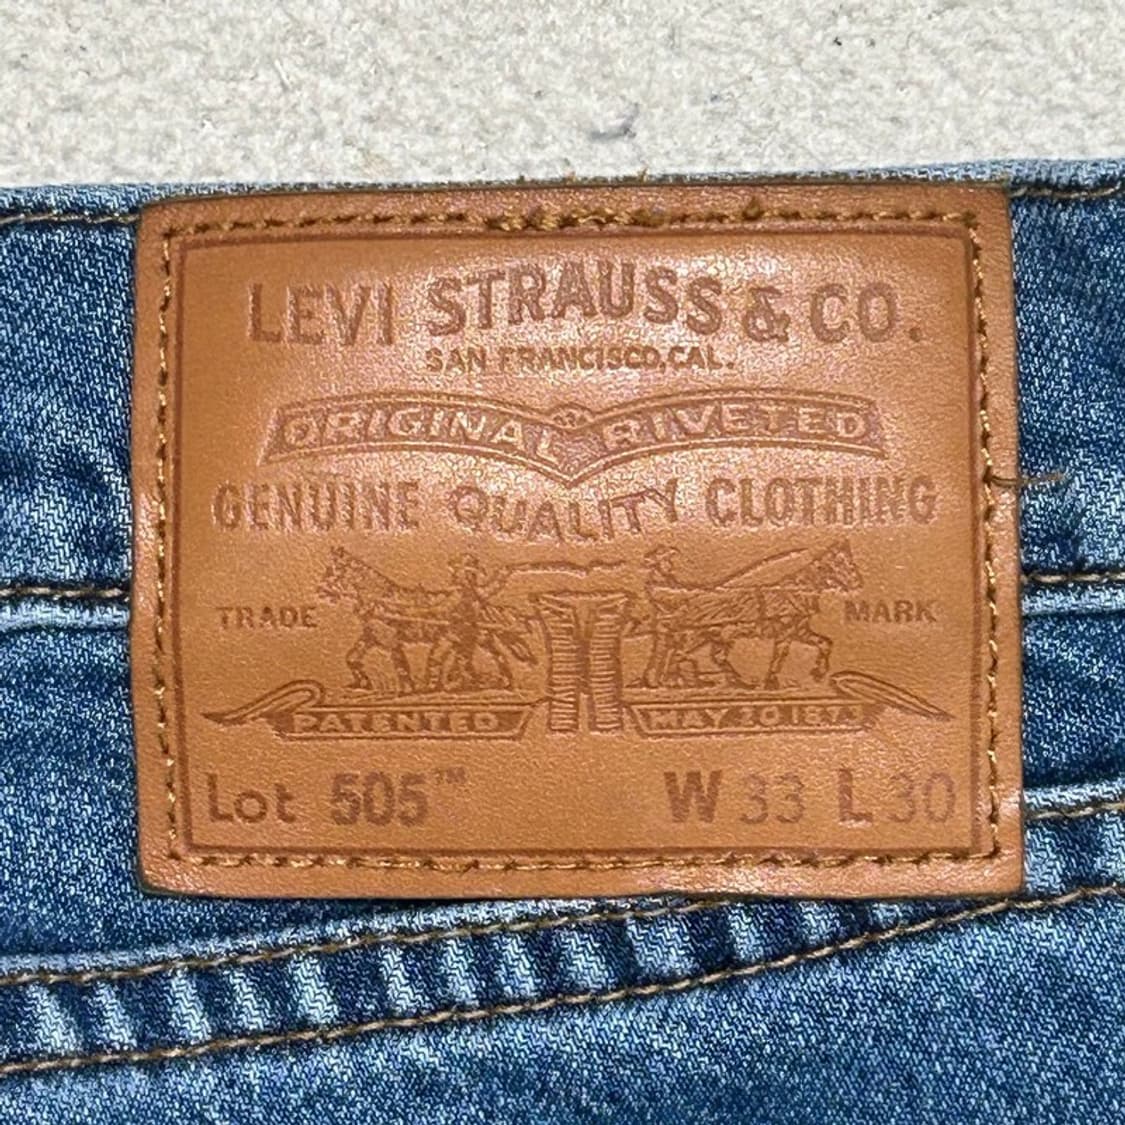 LEVI STRAUSS & CO.
SAN FRANCISCO, CAL.
ORIGINAL ® RIVETED
GENUINE QUALITY CLOTHING
TRADE MARK
PATENTED MAY 20 1873
Lot 505™ W 33 L 30